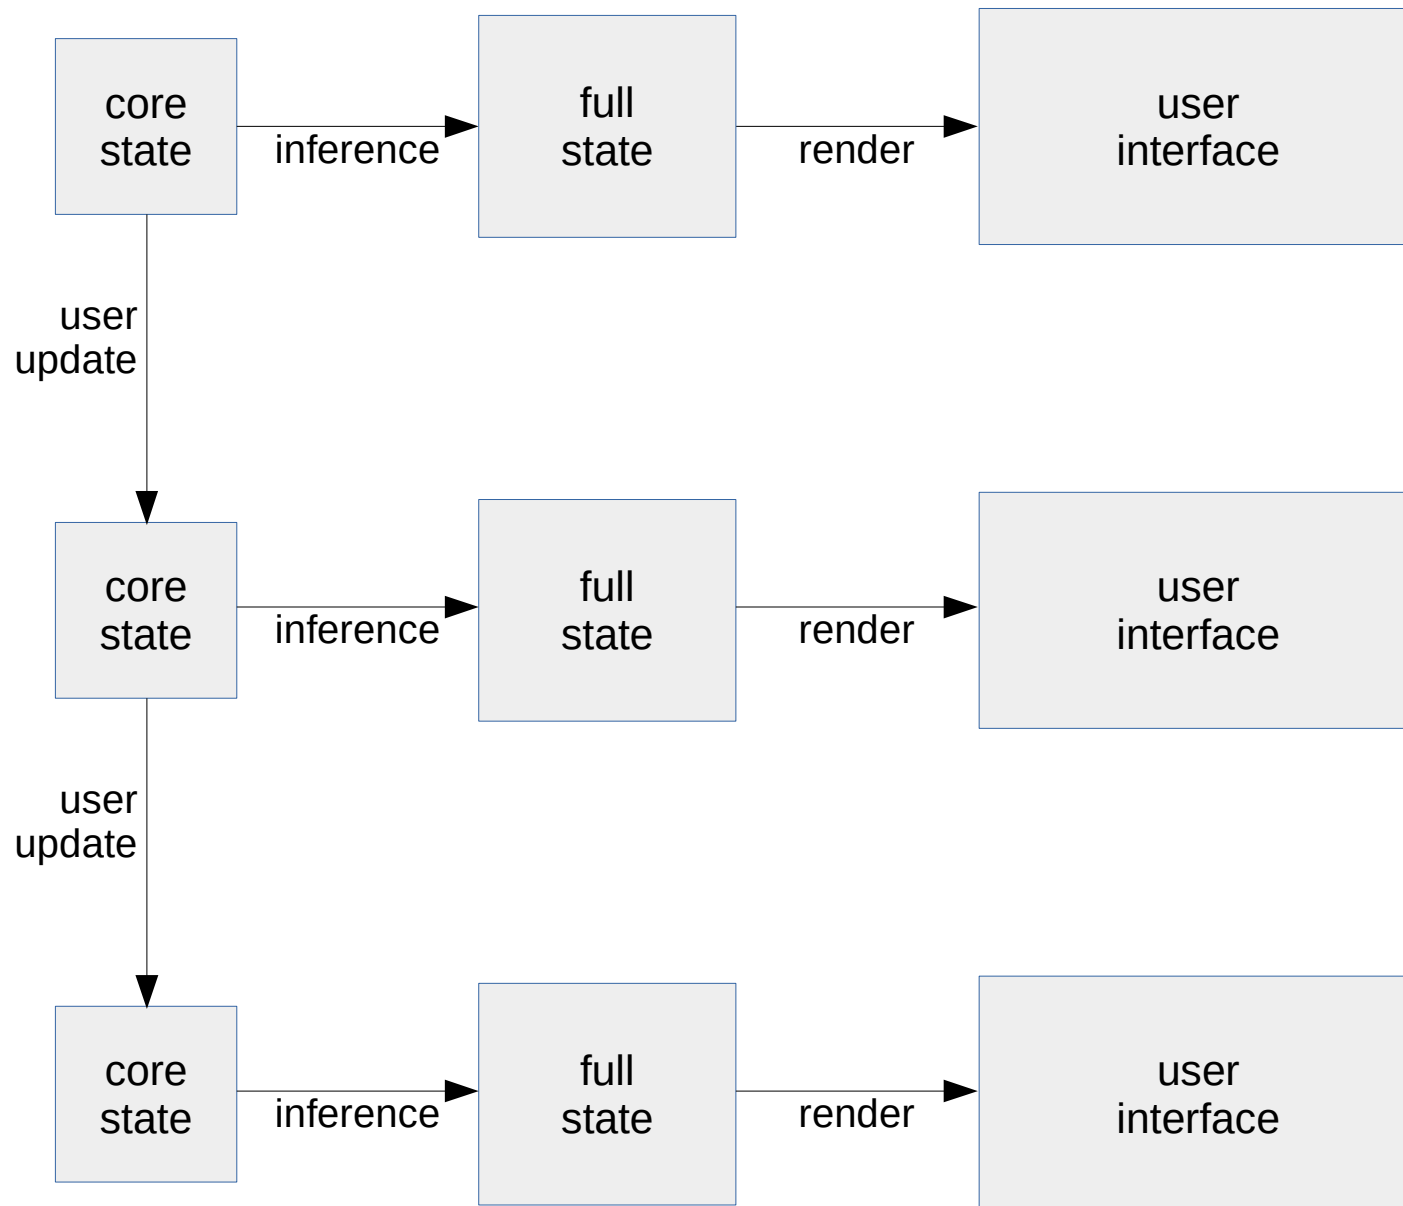 core
state
inference
full
state
render
user
interface
user
update
core
state
inference
full
state
render
user
interface
user
update
core
state
inference
full
state
render
user
interface